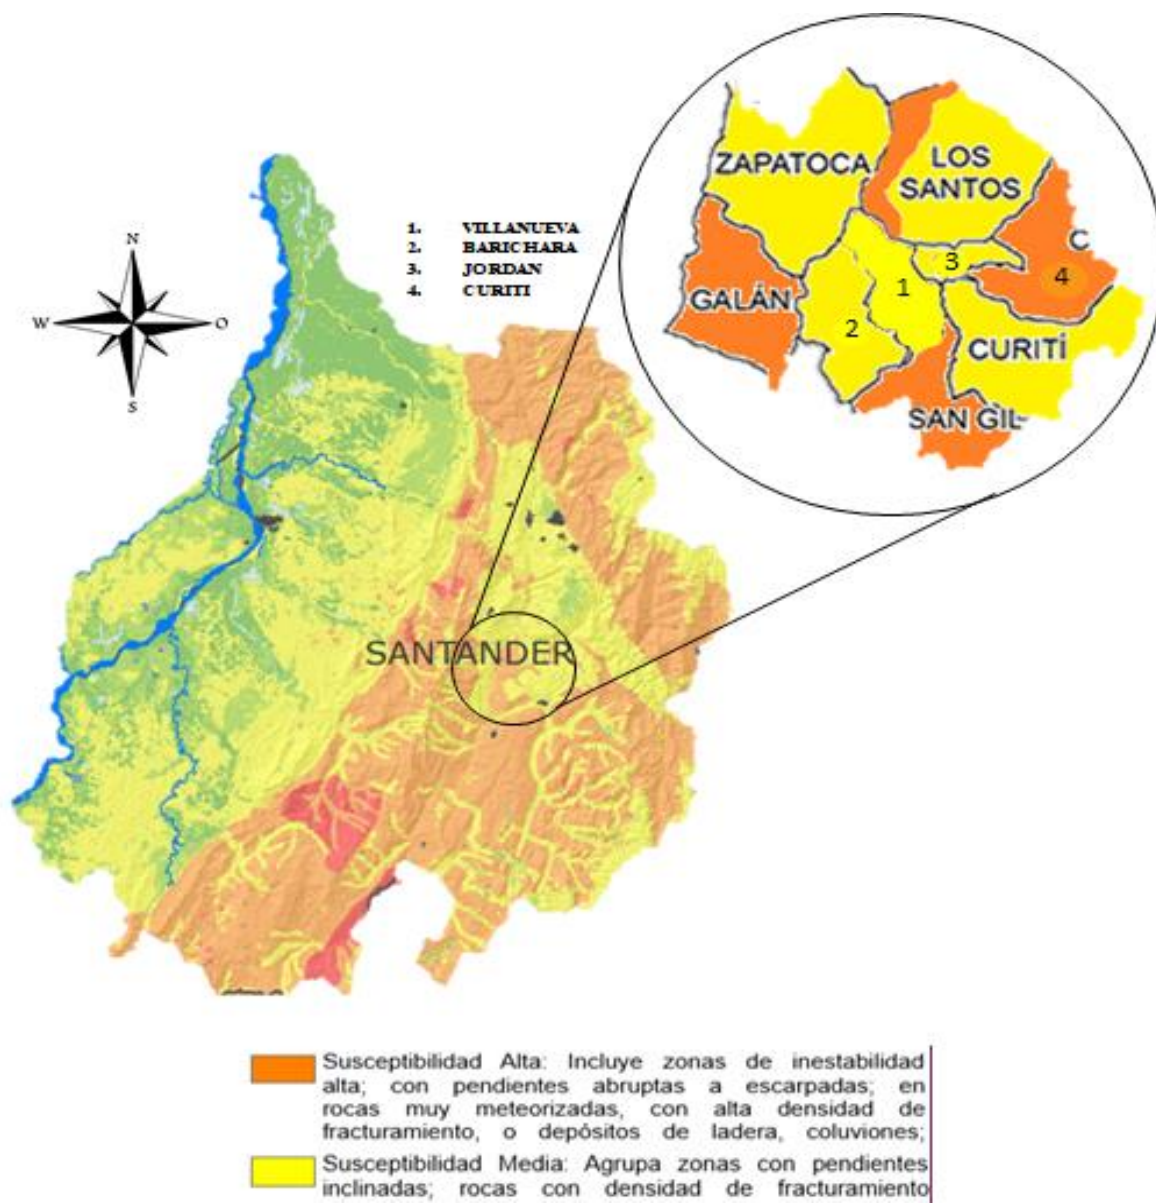 ZAPATOCA
LOS
SANTOS
C
3
4
1
GALÁN
2
CURITÍ
SAN GIL
1. VILLANUEVA
2. BARICHARA
3. JORDAN
4. CURITI
N
W
O
S
SANTANDER
Susceptibilidad Alta: Incluye zonas de inestabilidad
alta; con pendientes abruptas a escarpadas; en
rocas muy meteorizadas, con alta densidad de
fracturamiento, o depósitos de ladera, coluviones;
Susceptibilidad Media: Agrupa zonas con pendientes
inclinadas; rocas con densidad de fracturamiento